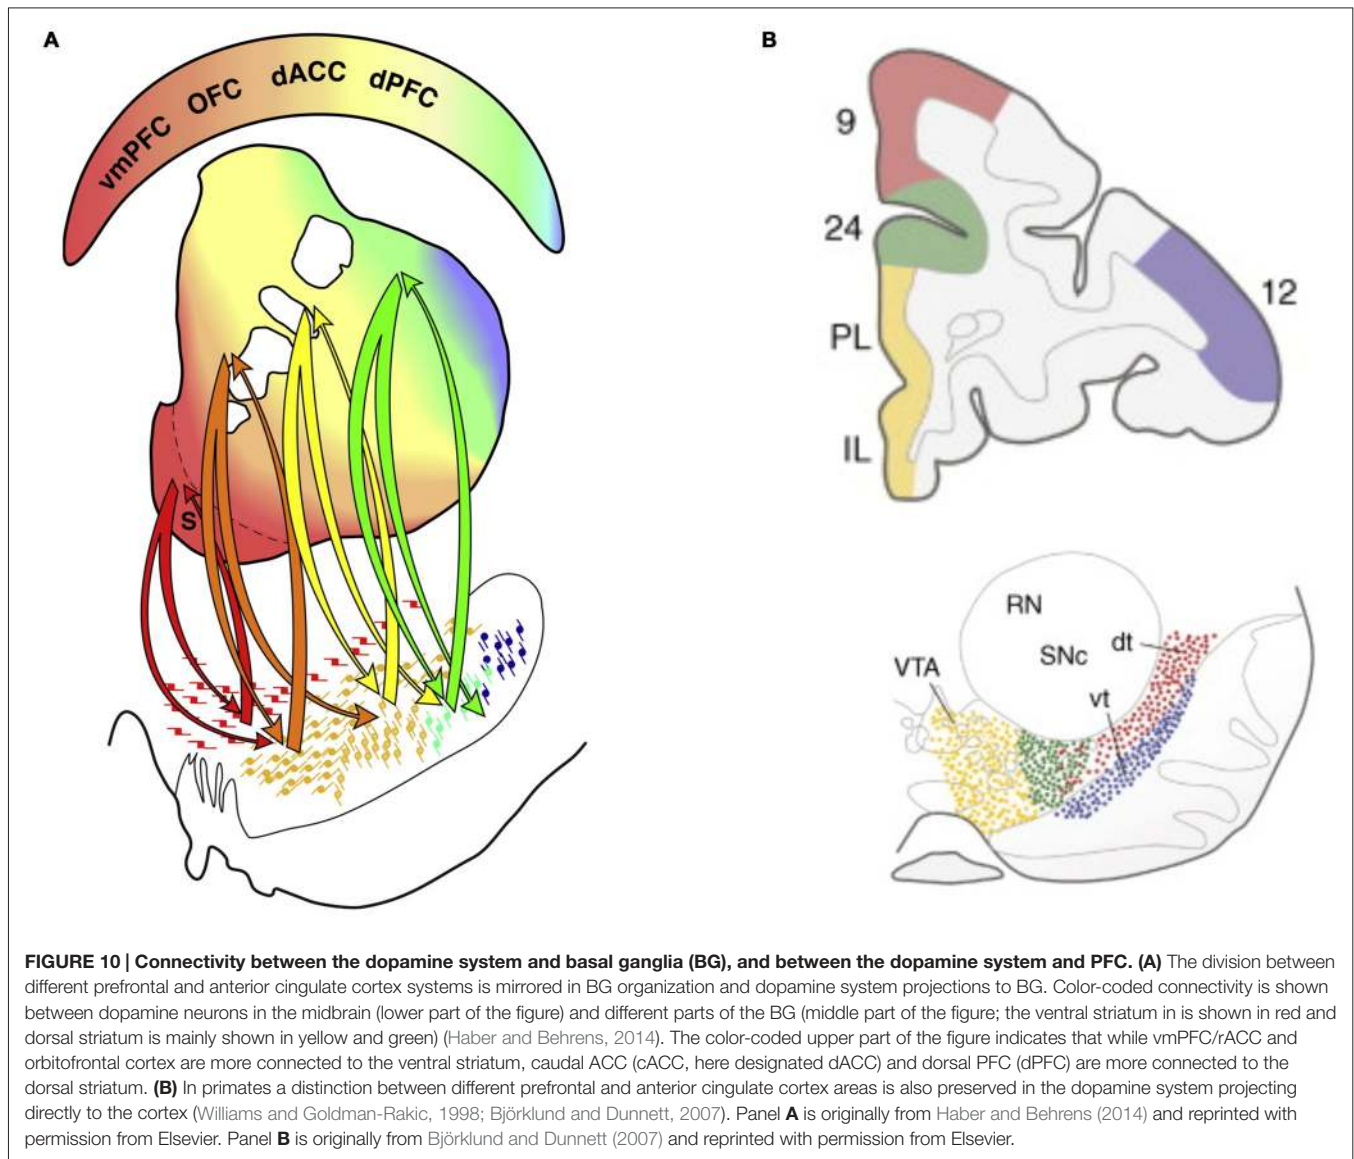 A
vmPFC OFC dACC dPFC
S
B
9
24
PL
IL
12
RN
SNc
dt
VTA
vt
FIGURE 10 | Connectivity between the dopamine system and basal ganglia (BG), and between the dopamine system and PFC. (A) The division between
different prefrontal and anterior cingulate cortex systems is mirrored in BG organization and dopamine system projections to BG. Color-coded connectivity is shown
between dopamine neurons in the midbrain (lower part of the figure) and different parts of the BG (middle part of the figure; the ventral striatum in is shown in red and
dorsal striatum is mainly shown in yellow and green) (Haber and Behrens, 2014). The color-coded upper part of the figure indicates that while vmPFC/rACC and
orbitofrontal cortex are more connected to the ventral striatum, caudal ACC (cACC, here designated dACC) and dorsal PFC (dPFC) are more connected to the
dorsal striatum. (B) In primates a distinction between different prefrontal and anterior cingulate cortex areas is also preserved in the dopamine system projecting
directly to the cortex (Williams and Goldman-Rakic, 1998; Björklund and Dunnett, 2007). Panel A is originally from Haber and Behrens (2014) and reprinted with
permission from Elsevier. Panel B is originally from Björklund and Dunnett (2007) and reprinted with permission from Elsevier.